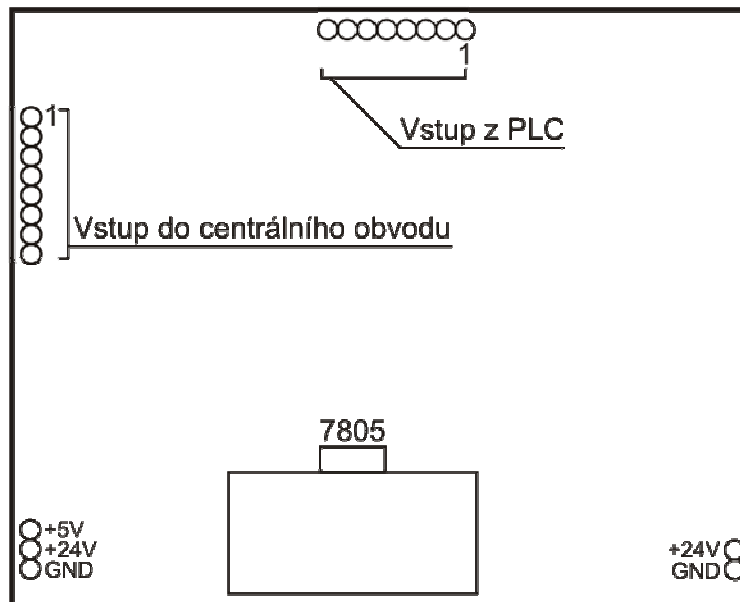 1
Vstup z PLC
1
Vstup do centrálního obvodu
7805
+5V
+24V
GND
+24V
GND